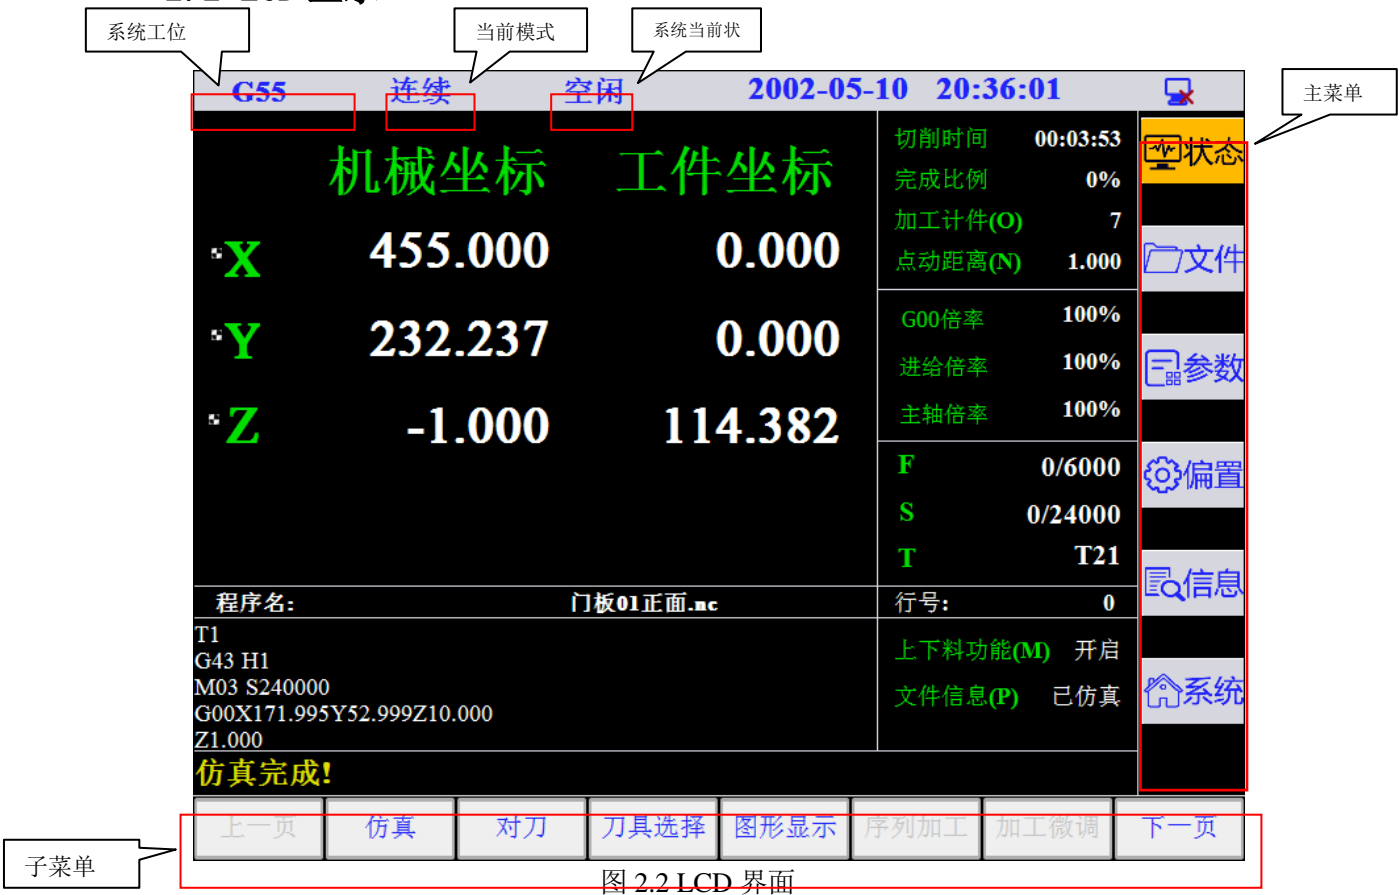 系统工位
当前模式
系统当前状
主菜单
G55 连续 空闲 2002-05-10 20:36:01
机械坐标 工件坐标
X 455.000 0.000
Y 232.237 0.000
Z -1.000 114.382
切削时间 00:03:53
完成比例 0%
加工计件(O) 7
点动距离(N) 1.000
G00倍率 100%
进给倍率 100%
主轴倍率 100%
F 0/6000
S 0/24000
T T21
程序名: 门板01正面.nc
行号: 0
T1
G43 H1
M03 S240000
G00X171.995Y52.999Z10.000
Z1.000
上下料功能(M) 开启
文件信息(P) 已仿真
仿真完成!
状态
文件
参数
偏置
信息
系统
上一页 仿真 对刀 刀具选择 图形显示 序列加工 加工微调 下一页
子菜单
图 2.2 LCD 界面